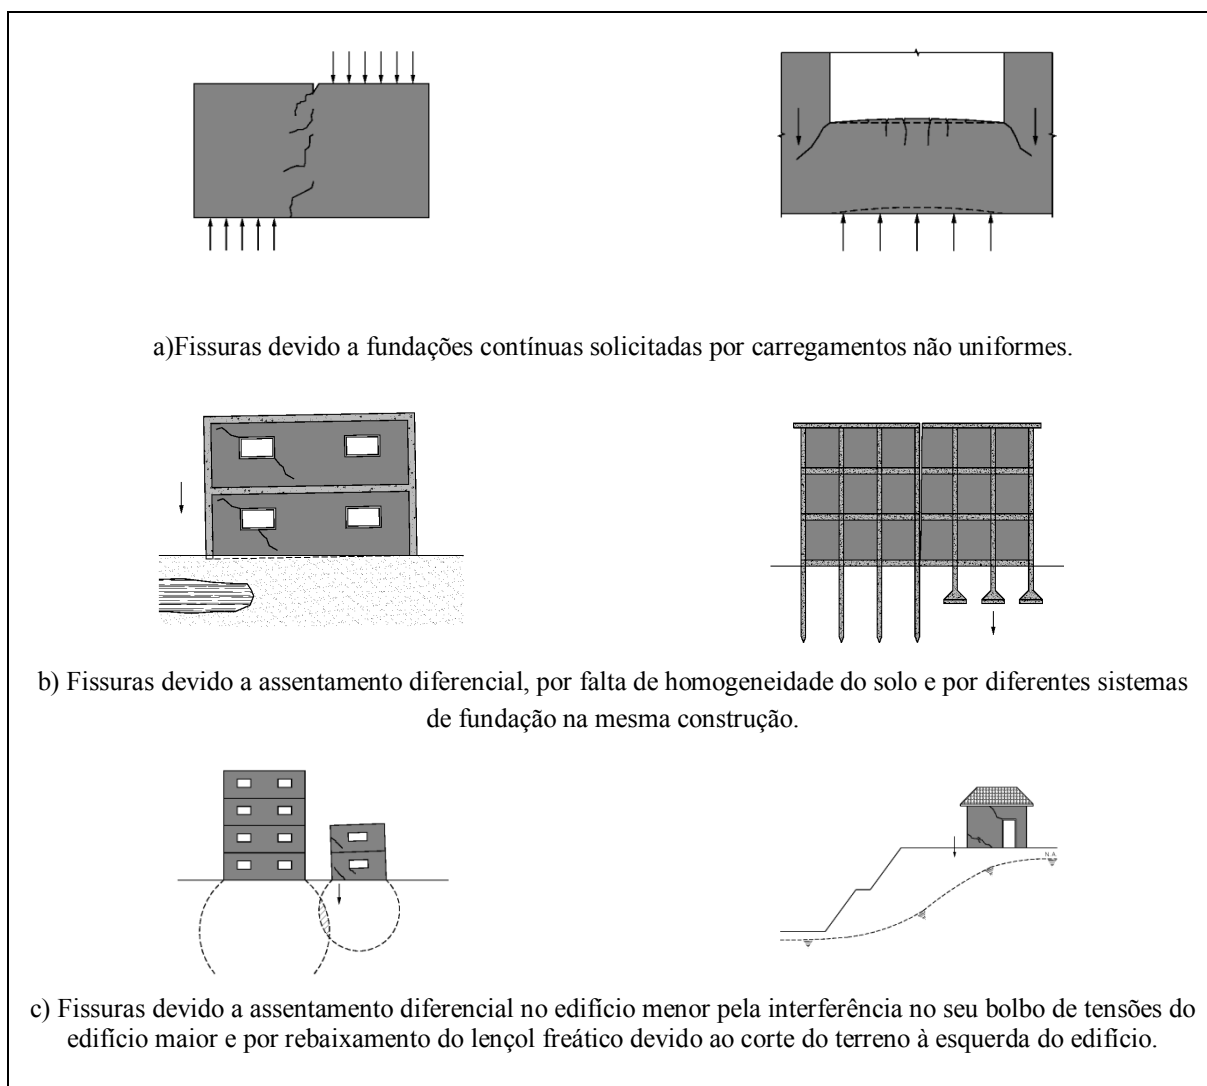 a)Fissuras devido a fundações contínuas solicitadas por carregamentos não uniformes.
b) Fissuras devido a assentamento diferencial, por falta de homogeneidade do solo e por diferentes sistemas
de fundação na mesma construção.
N.A.
c) Fissuras devido a assentamento diferencial no edifício menor pela interferência no seu bolbo de tensões do
edifício maior e por rebaixamento do lençol freático devido ao corte do terreno à esquerda do edifício.